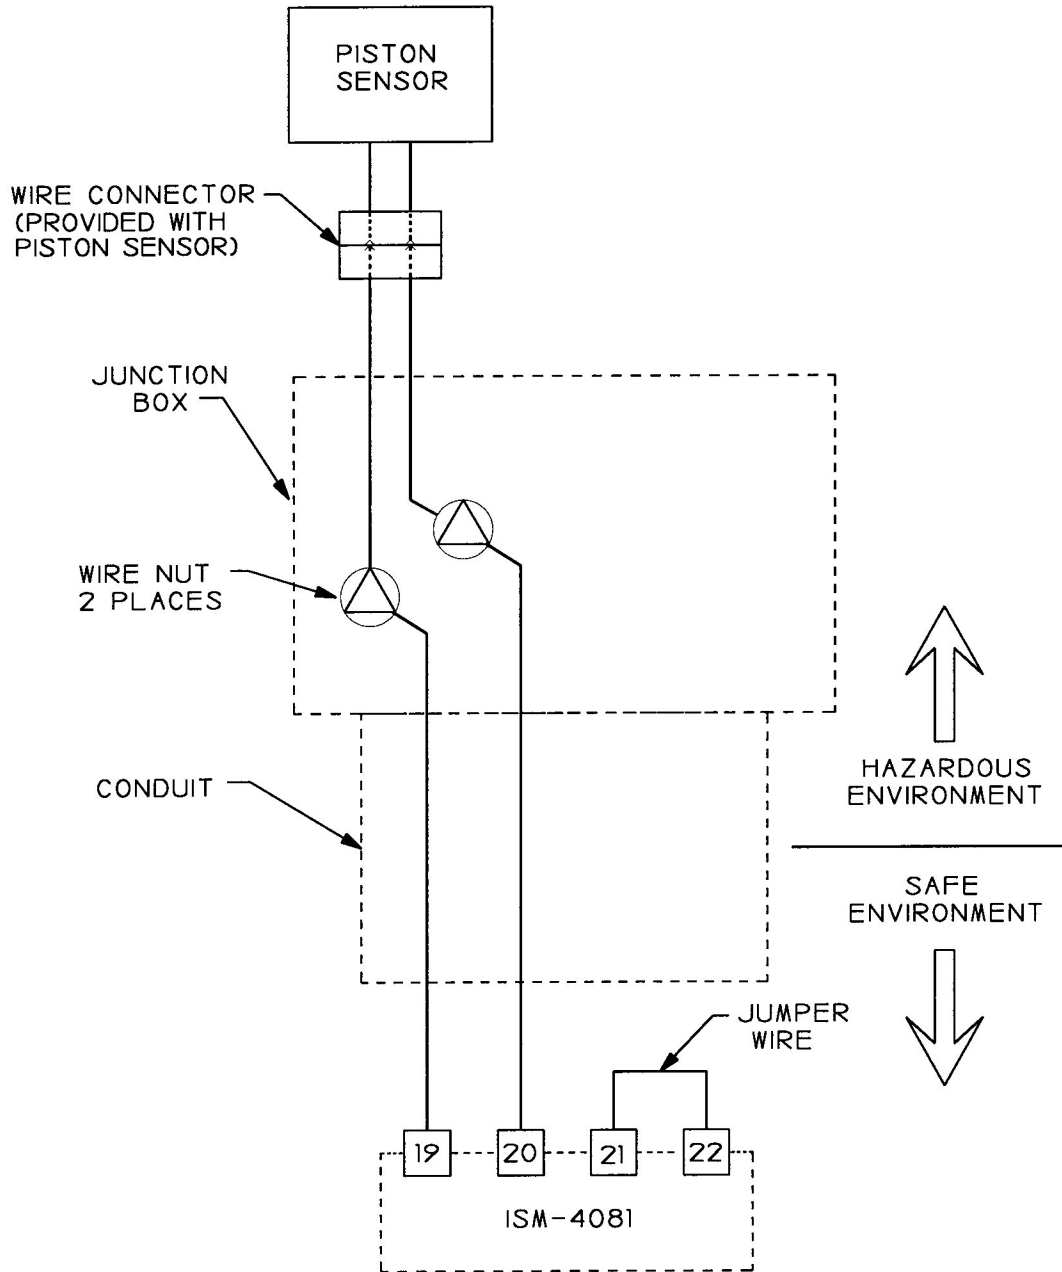 PISTON
SENSOR
WIRE CONNECTOR
(PROVIDED WITH
PISTON SENSOR)
JUNCTION
BOX
WIRE NUT
2 PLACES
HAZARDOUS
ENVIRONMENT
CONDUIT
SAFE
ENVIRONMENT
JUMPER
WIRE
19 20 21 22
ISM-4081